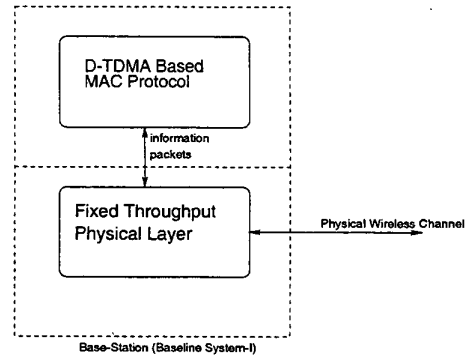 D-TDMA Based
MAC Protocol
information
packets
Fixed Throughput
Physical Layer
Physical Wireless Channel
Base-Station (Baseline System-I)